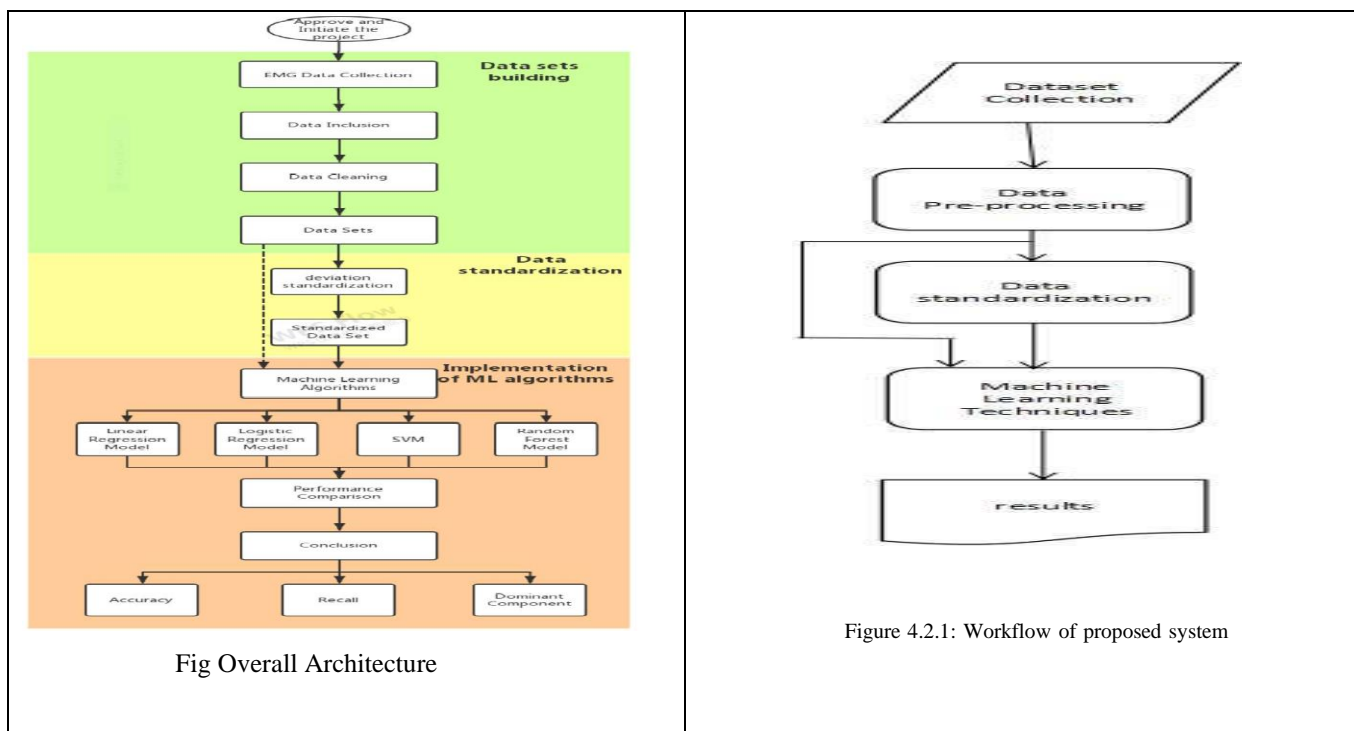 Approve and
Initiate the
project
Data sets
building
EMG Data Collection
Data Inclusion
Data Cleaning
Data Sets
Data
standardization
deviation
standardization
Standardized
Data Set
Implementation
of ML algorithms
Machine Learning
Algorithms
Linear
Regression
Model
Logistic
Regression
Model
SVM
Random
Forest
Model
Performance
Comparison
Conclusion
Accuracy
Recall
Dominant
Component
Fig Overall Architecture
Dataset
Collection
Data
Pre-processing
Data
standardization
Machine
Learning
Techniques
results
Figure 4.2.1: Workflow of proposed system